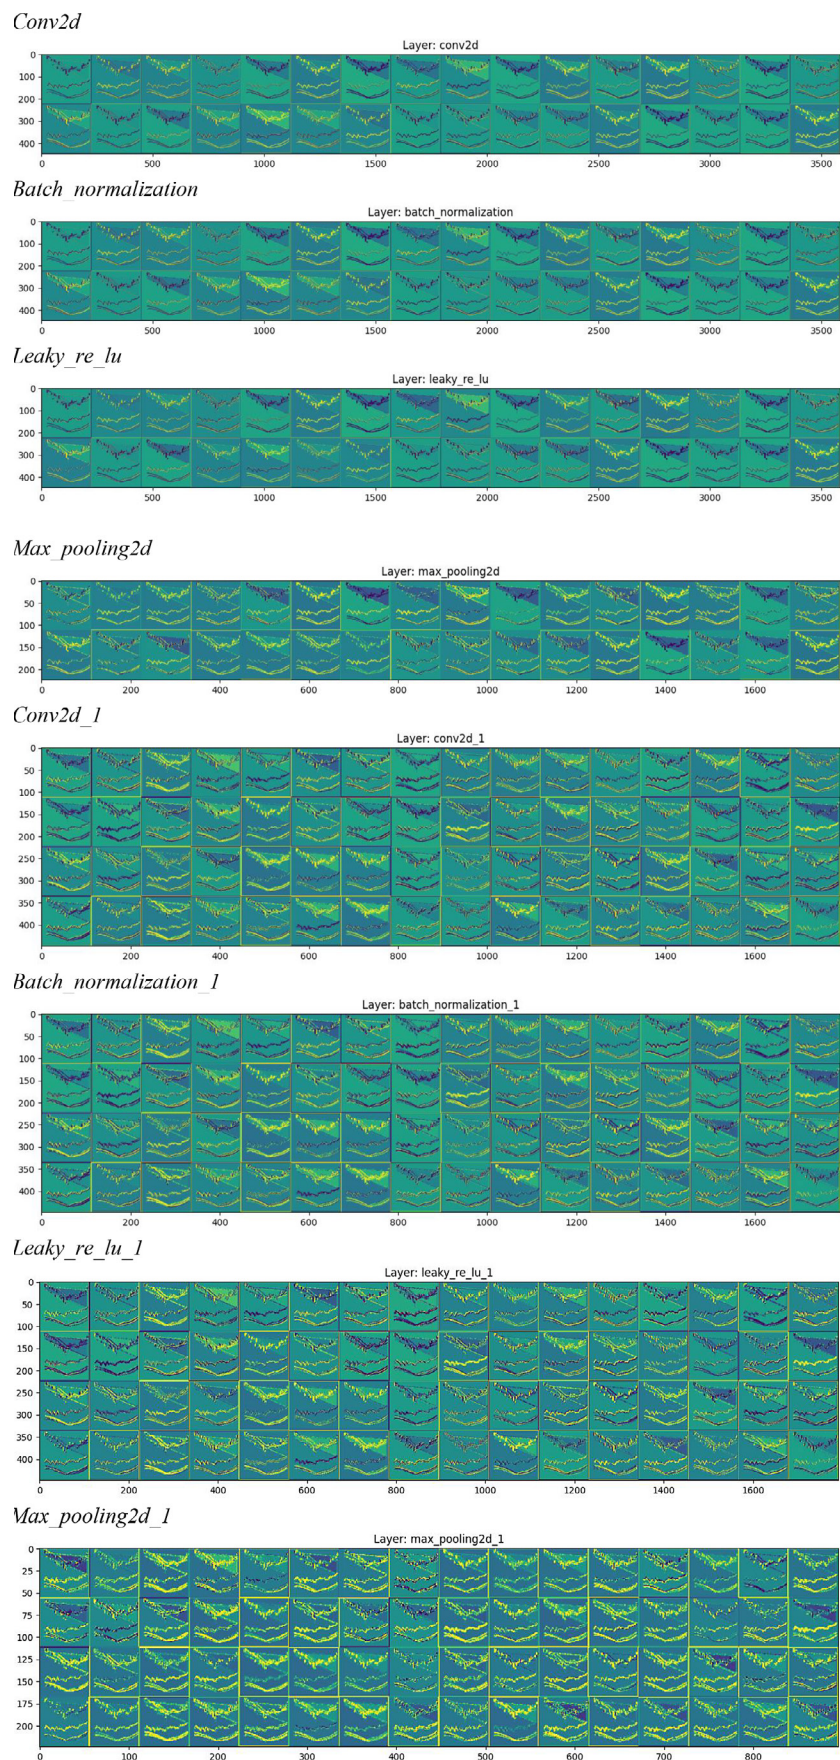 Conv2d
Layer: conv2d
0
100
200
300
400
0 500 1000 1500 2000 2500 3000 3500
Batch_normalization
Layer: batch_normalization
0
100
200
300
400
0 500 1000 1500 2000 2500 3000 3500
Leaky_re_lu
Layer: leaky_re_lu
0
100
200
300
400
0 500 1000 1500 2000 2500 3000 3500
Max_pooling2d
Layer: max_pooling2d
0
50
100
150
200
0 200 400 600 800 1000 1200 1400 1600
Conv2d_1
Layer: conv2d_1
0
50
100
150
200
250
300
350
400
0 200 400 600 800 1000 1200 1400 1600
Batch_normalization_1
Layer: batch_normalization_1
0
50
100
150
200
250
300
350
400
0 200 400 600 800 1000 1200 1400 1600
Leaky_re_lu_1
Layer: leaky_re_lu_1
0
50
100
150
200
250
300
350
400
0 200 400 600 800 1000 1200 1400 1600
Max_pooling2d_1
Layer: max_pooling2d_1
0
25
50
75
100
125
150
175
200
0 100 200 300 400 500 600 700 800